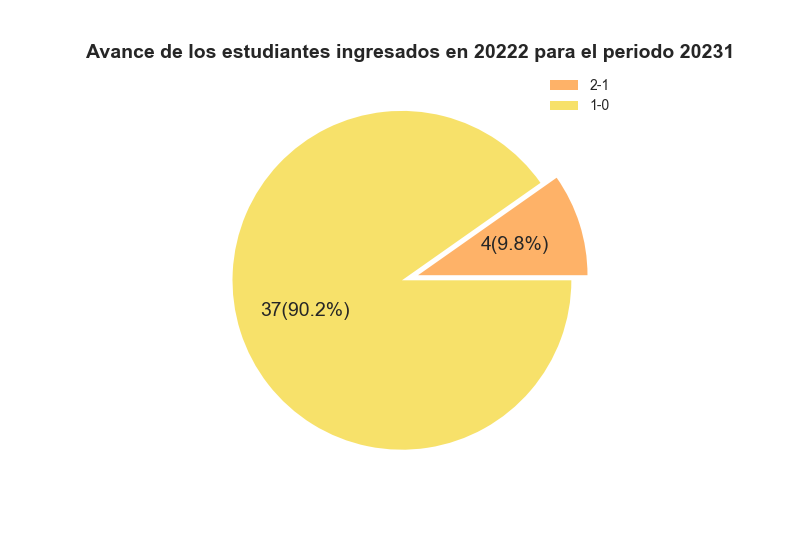 Avance de los estudiantes ingresados en 20222 para el periodo 20231
2-1
1-0
4(9.8%)
37(90.2%)